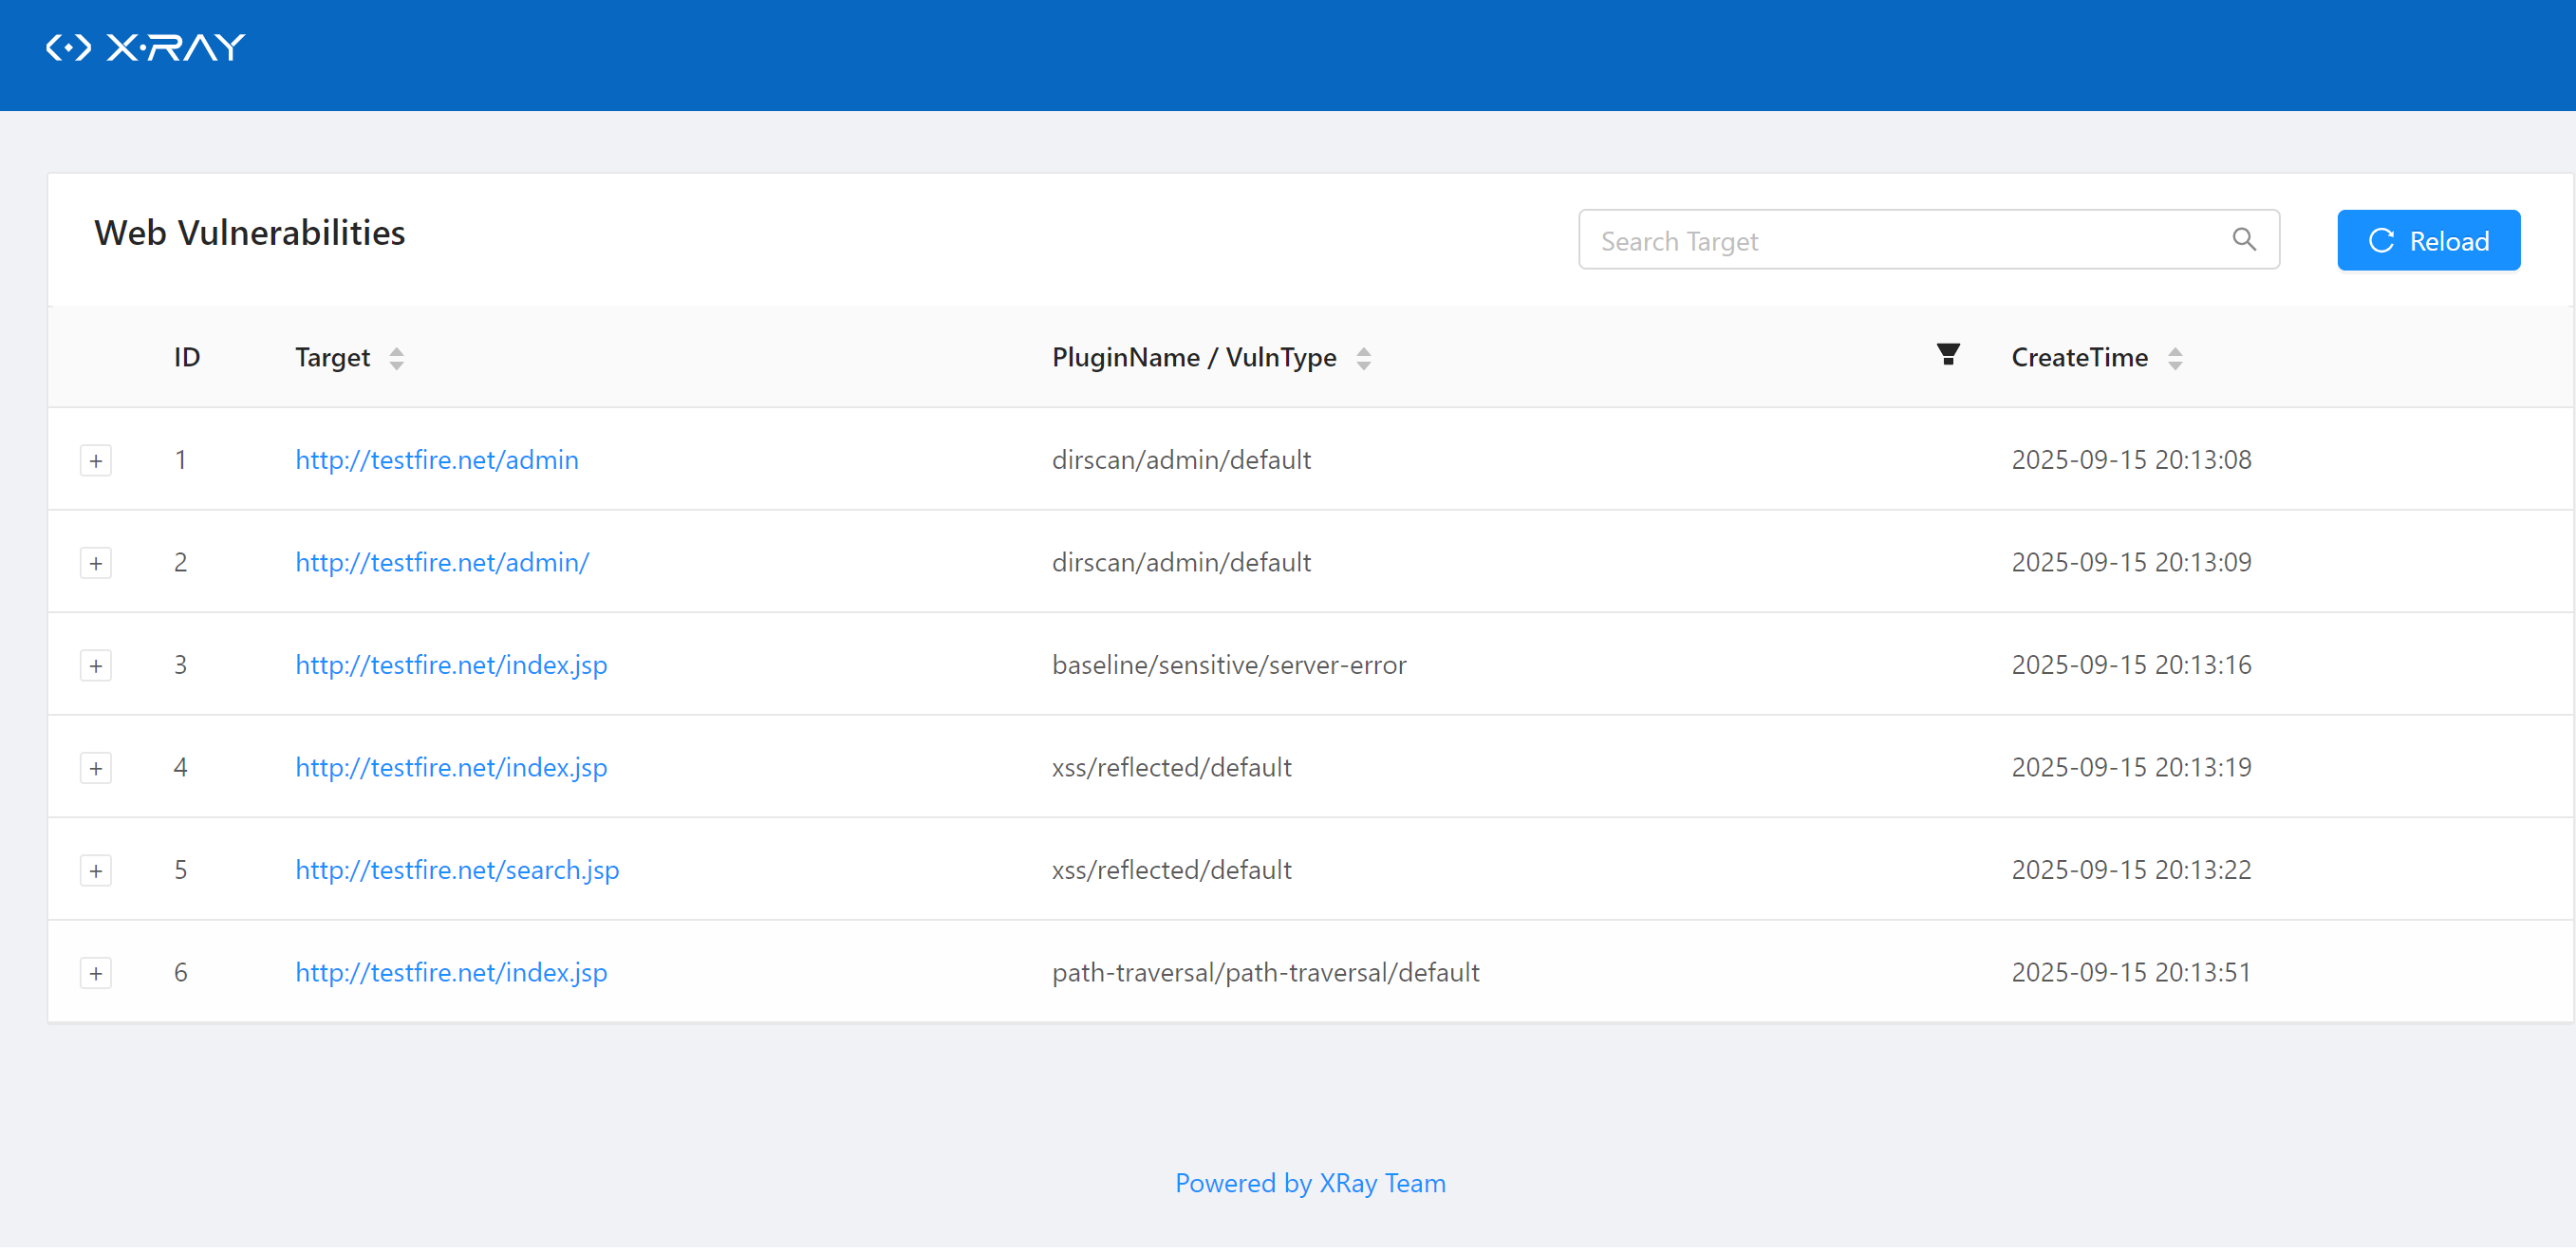 X·RAY
Web Vulnerabilities
Search Target
Reload
ID Target PluginName / VulnType CreateTime
1 http://testfire.net/admin dirscan/admin/default 2025-09-15 20:13:08
2 http://testfire.net/admin/ dirscan/admin/default 2025-09-15 20:13:09
3 http://testfire.net/index.jsp baseline/sensitive/server-error 2025-09-15 20:13:16
4 http://testfire.net/index.jsp xss/reflected/default 2025-09-15 20:13:19
5 http://testfire.net/search.jsp xss/reflected/default 2025-09-15 20:13:22
6 http://testfire.net/index.jsp path-traversal/path-traversal/default 2025-09-15 20:13:51
Powered by XRay Team